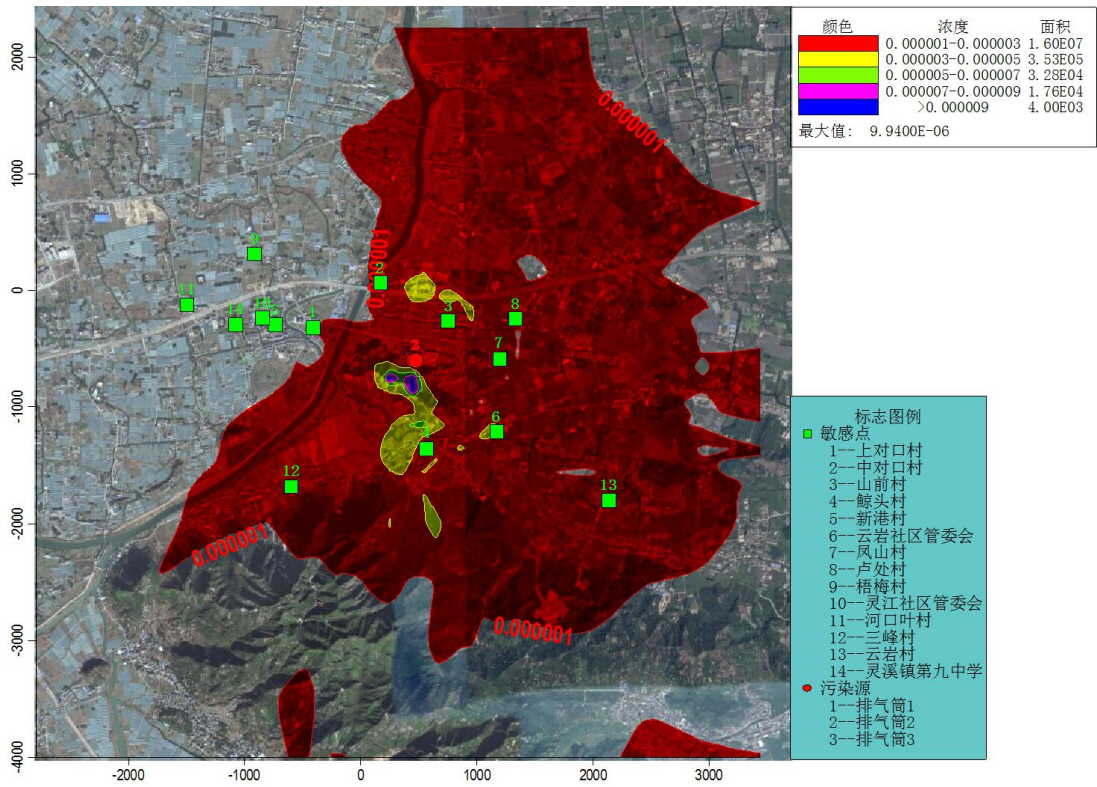 颜色 浓度 面积
0.000001-0.000003 1.60E07
0.000003-0.000005 3.53E05
0.000005-0.000007 3.28E04
0.000007-0.000009 1.76E04
>0.000009 4.00E03
最大值: 9.9400E-06
2000
1000
0
-1000
-2000
-3000
-4000
-2000 -1000 0 1000 2000 3000
0.000001
0.000001
0.000001
9
2
11
1
3
8
7
2
6
12
13
标志图例
敏感点
1--上对口村
2--中对口村
3--山前村
4--鲸头村
5--新港村
6--云岩社区管委会
7--凤山村
8--卢处村
9--梧梅村
10--灵江社区管委会
11--河口叶村
12--三峰村
13--云岩村
14--灵溪镇第九中学
污染源
1--排气筒1
2--排气筒2
3--排气筒3